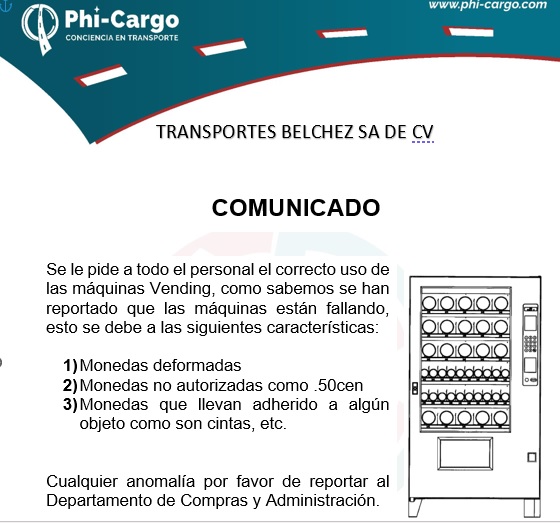 Phi-Cargo
CONCIENCIA EN TRANSPORTE
www.phi-cargo.com
TRANSPORTES BELCHEZ SA DE CV
COMUNICADO
Se le pide a todo el personal el correcto uso de
las máquinas Vending, como sabemos se han
reportado que las máquinas están fallando,
esto se debe a las siguientes características:
1) Monedas deformadas
2) Monedas no autorizadas como .50cen
3) Monedas que llevan adherido a algún
objeto como son cintas, etc.
Cualquier anomalía por favor de reportar al
Departamento de Compras y Administración.